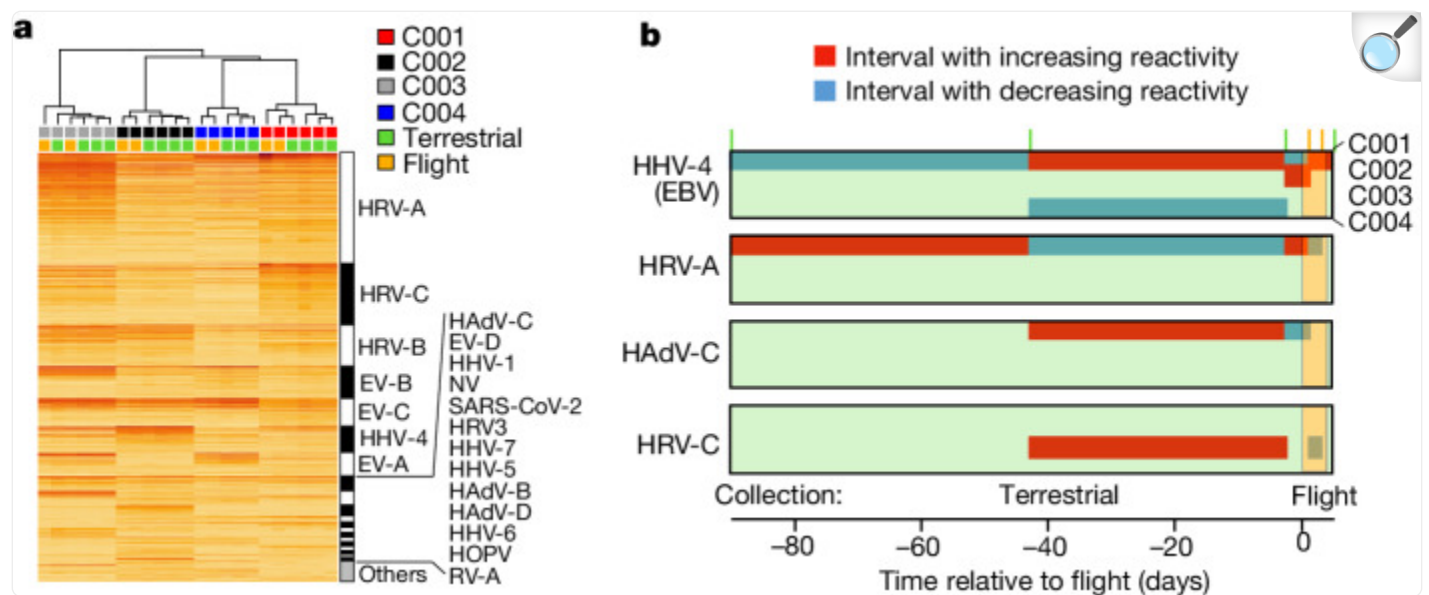 a
C001
C002
C003
C004
Terrestrial
Flight
HRV-A
HRV-C
HRV-B
EV-B
EV-C
HHV-4
EV-A
Others
HAdV-C
EV-D
HHV-1
NV
SARS-CoV-2
HRV3
HHV-7
HHV-5
HAdV-B
HAdV-D
HHV-6
HOPV
RV-A
b
Interval with increasing reactivity
Interval with decreasing reactivity
HHV-4
(EBV)
C001
C002
C003
C004
HRV-A
HAdV-C
HRV-C
Collection: Terrestrial Flight
–80 –60 –40 –20 0
Time relative to flight (days)